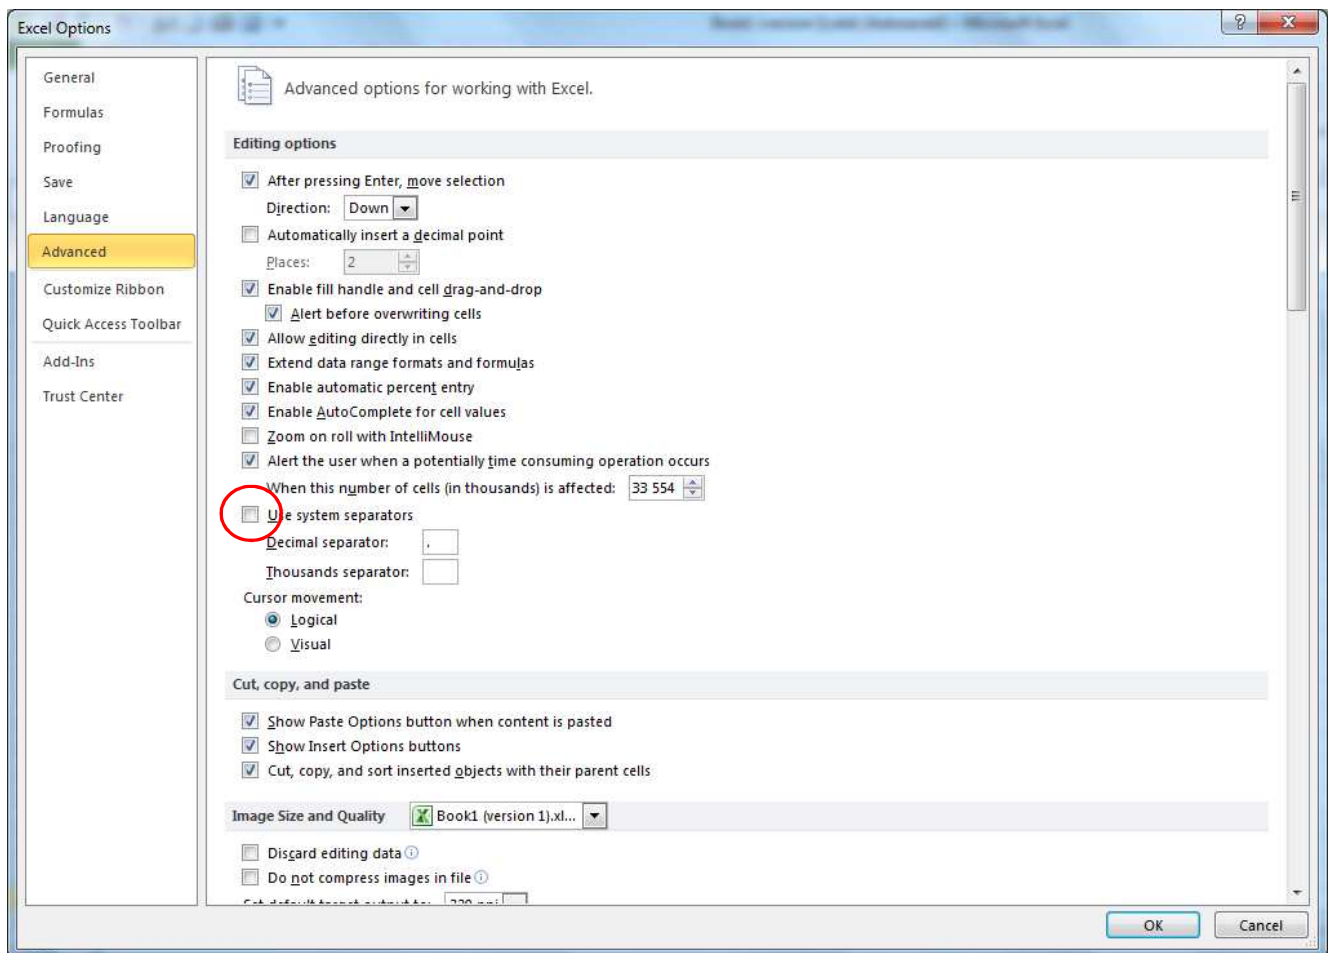 Excel Options
General
Formulas
Proofing
Save
Language
Advanced
Customize Ribbon
Quick Access Toolbar
Add-Ins
Trust Center
Advanced options for working with Excel.
Editing options
After pressing Enter, move selection
Direction: Down
Automatically insert a decimal point
Places: 2
Enable fill handle and cell drag-and-drop
Alert before overwriting cells
Allow editing directly in cells
Extend data range formats and formulas
Enable automatic percent entry
Enable AutoComplete for cell values
Zoom on roll with IntelliMouse
Alert the user when a potentially time consuming operation occurs
When this number of cells (in thousands) is affected: 33 554
Use system separators
Decimal separator: .
Thousands separator:
Cursor movement:
Logical
Visual
Cut, copy, and paste
Show Paste Options button when content is pasted
Show Insert Options buttons
Cut, copy, and sort inserted objects with their parent cells
Image Size and Quality Book1 (version 1).xl...
Discard editing data
Do not compress images in file
Set default target output to: 220 ppi
OK Cancel